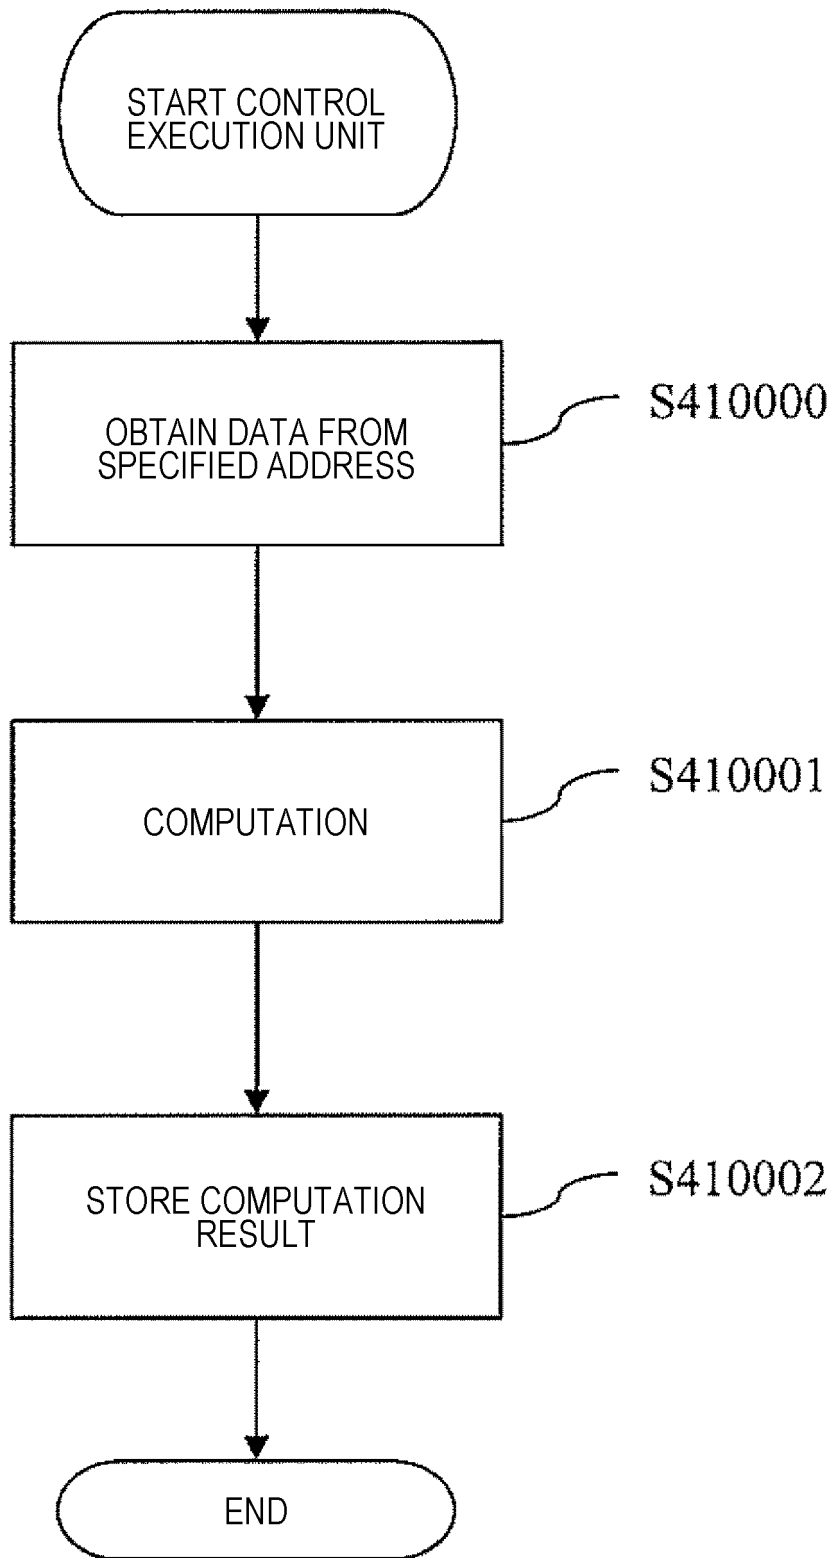 START CONTROL
EXECUTION UNIT
OBTAIN DATA FROM
SPECIFIED ADDRESS
S410000
COMPUTATION
S410001
STORE COMPUTATION
RESULT
S410002
END